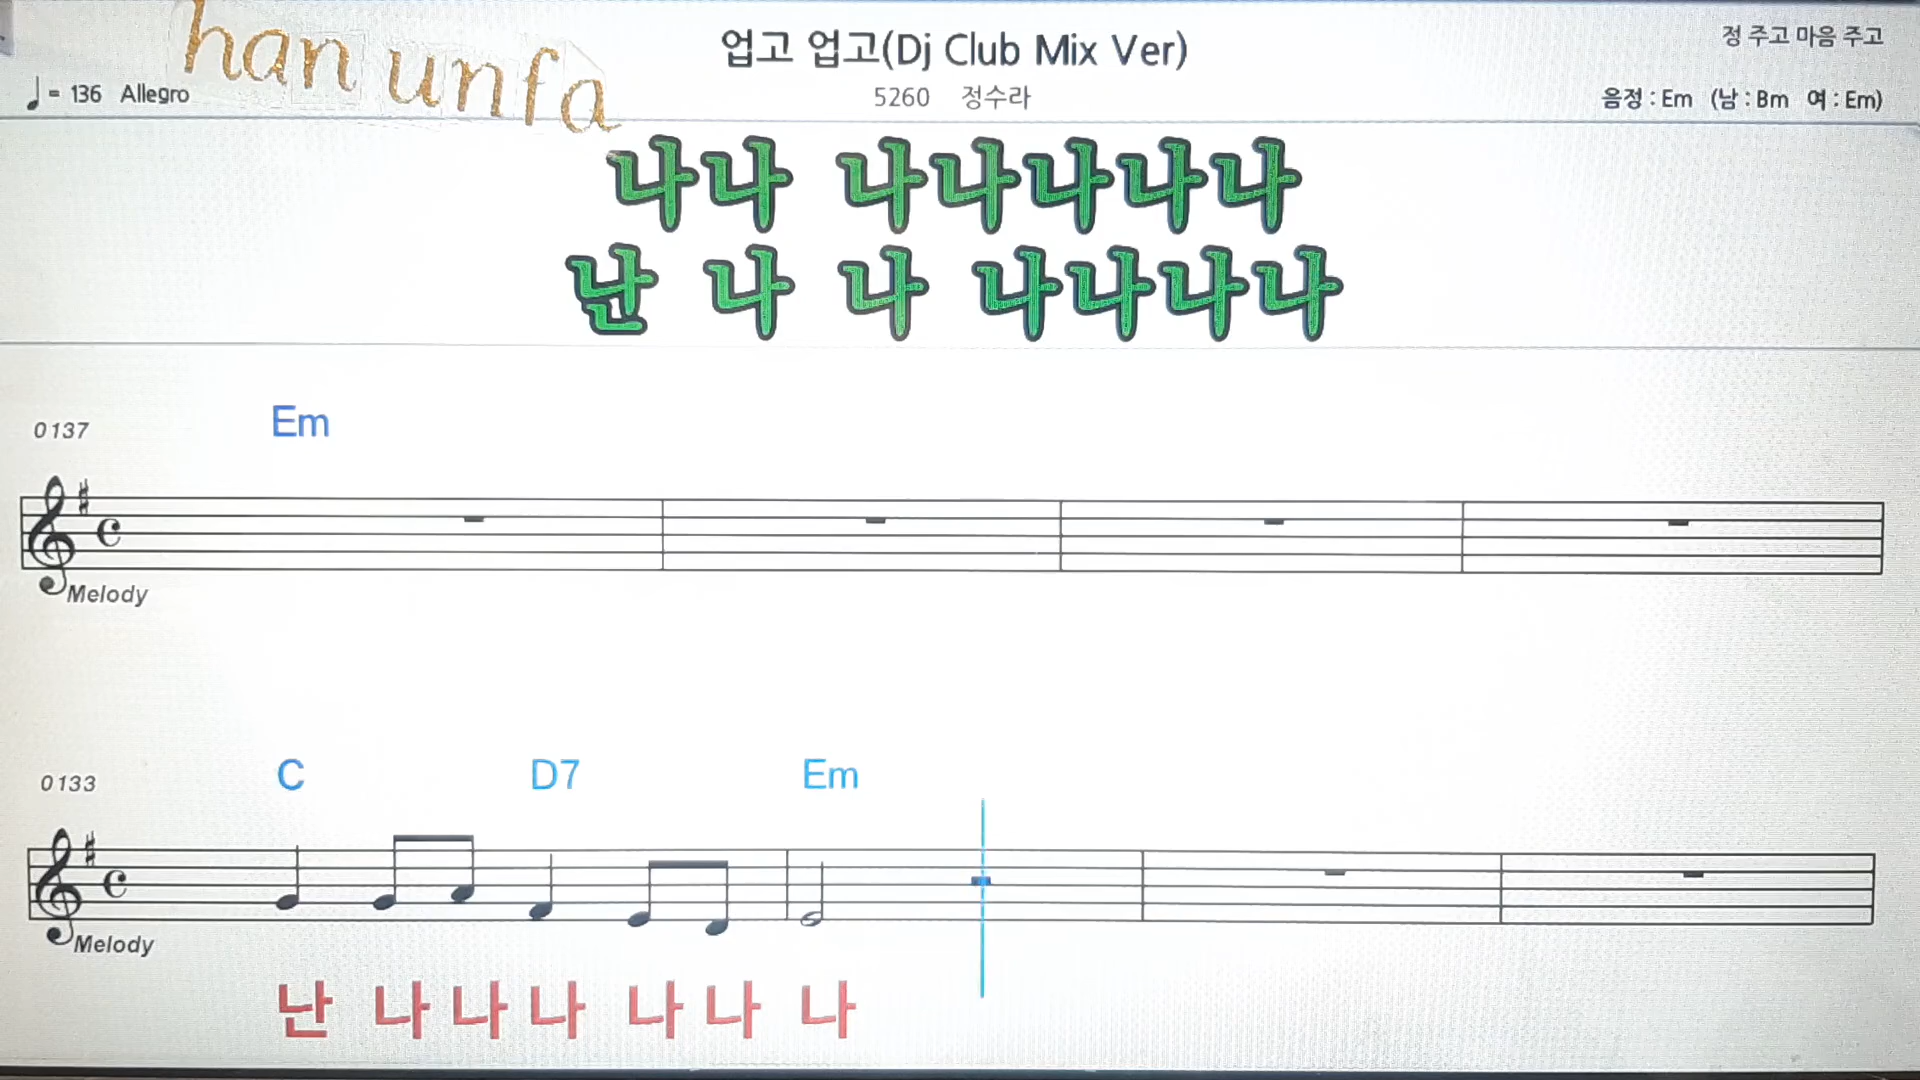 han unfa
업고 업고(Dj Club Mix Ver)
정 주고 마음 주고
♩= 136 Allegro
5260 정수라
음정 : Em (남 : Bm 여 : Em)
나나 나나나나나
난 나 나 나나나나
0137
Em
Melody
0133
C D7 Em
Melody
난 나나나 나나 나